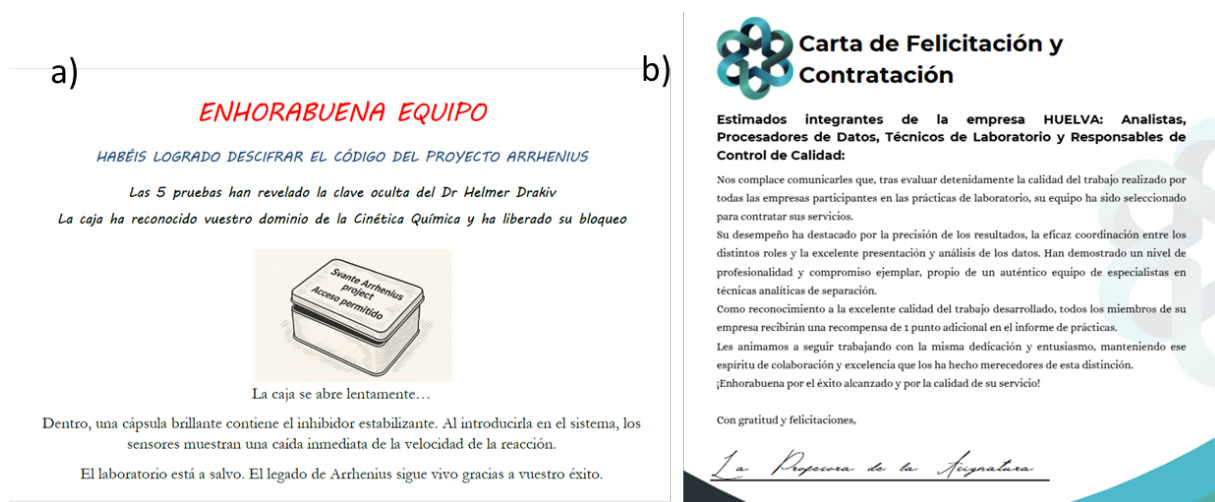 a)
ENHORABUENA EQUIPO
HABÉIS LOGRADO DESCIFRAR EL CÓDIGO DEL PROYECTO ARRHENIUS
Las 5 pruebas han revelado la clave oculta del Dr Helmer Drakiv
La caja ha reconocido vuestro dominio de la Cinética Química y ha liberado su bloqueo
Svante Arrhenius
project
Acceso permitido
La caja se abre lentamente…
Dentro, una cápsula brillante contiene el inhibidor estabilizante. Al introducirla en el sistema, los
sensores muestran una caída inmediata de la velocidad de la reacción.
El laboratorio está a salvo. El legado de Arrhenius sigue vivo gracias a vuestro éxito.
b)
Carta de Felicitación y
Contratación
Estimados integrantes de la empresa HUELVA: Analistas,
Procesadores de Datos, Técnicos de Laboratorio y Responsables de
Control de Calidad:
Nos complace comunicarles que, tras evaluar detenidamente la calidad del trabajo realizado por
todas las empresas participantes en las prácticas de laboratorio, su equipo ha sido seleccionado
para contratar sus servicios.
Su desempeño ha destacado por la precisión de los resultados, la eficaz coordinación entre los
distintos roles y la excelente presentación y análisis de los datos. Han demostrado un nivel de
profesionalidad y compromiso ejemplar, propio de un auténtico equipo de especialistas en
técnicas analíticas de separación.
Como reconocimiento a la excelente calidad del trabajo desarrollado, todos los miembros de su
empresa recibirán una recompensa de 1 punto adicional en el informe de prácticas.
Les animamos a seguir trabajando con la misma dedicación y entusiasmo, manteniendo ese
espíritu de colaboración y excelencia que los ha hecho merecedores de esta distinción.
¡Enhorabuena por el éxito alcanzado y por la calidad de su servicio!
Con gratitud y felicitaciones,
La Profesora de la Asignatura